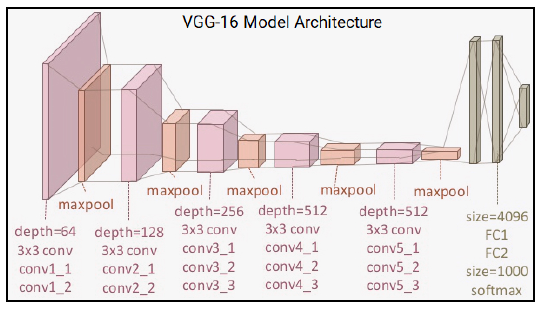 VGG-16 Model Architecture
maxpool
maxpool
maxpool
maxpool
maxpool
depth=64
3x3 conv
conv1_1
conv1_2
depth=128
3x3 conv
conv2_1
conv2_2
depth=256
3x3 conv
conv3_1
conv3_2
conv3_3
depth=512
3x3 conv
conv4_1
conv4_2
conv4_3
depth=512
3x3 conv
conv5_1
conv5_2
conv5_3
size=4096
FC1
FC2
size=1000
softmax